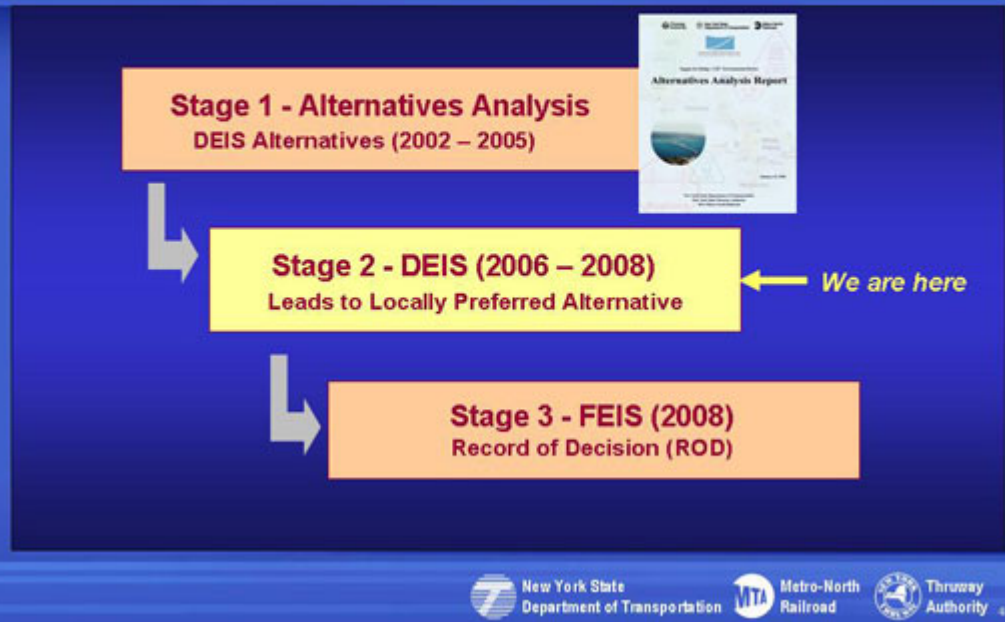 Alternatives Analysis Report
Stage 1 - Alternatives Analysis
DEIS Alternatives (2002 – 2005)
Stage 2 - DEIS (2006 – 2008)
Leads to Locally Preferred Alternative
We are here
Stage 3 - FEIS (2008)
Record of Decision (ROD)
New York State
Department of Transportation
MTA
Metro-North
Railroad
Thruway
Authority